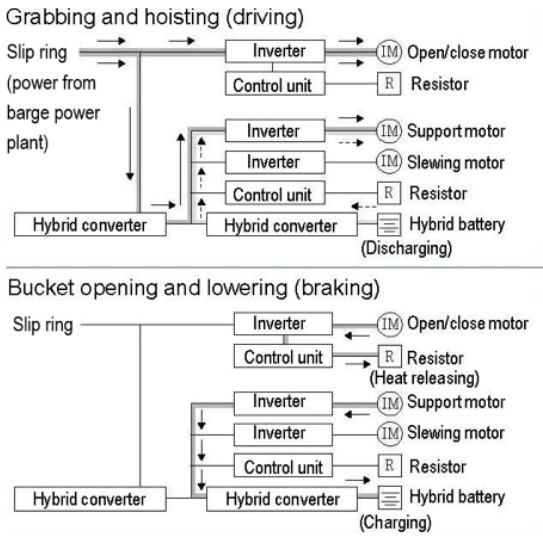 Grabbing and hoisting (driving)
Slip ring
(power from
barge power
plant)
Inverter
IM Open/close motor
Control unit
R Resistor
Inverter
IM Support motor
Inverter
IM Slewing motor
Control unit
R Resistor
Hybrid converter
Hybrid converter
Hybrid battery
(Discharging)
Bucket opening and lowering (braking)
Slip ring
Inverter
IM Open/close motor
Control unit
R Resistor
(Heat releasing)
Inverter
IM Support motor
Inverter
IM Slewing motor
Control unit
R Resistor
Hybrid converter
Hybrid converter
Hybrid battery
(Charging)